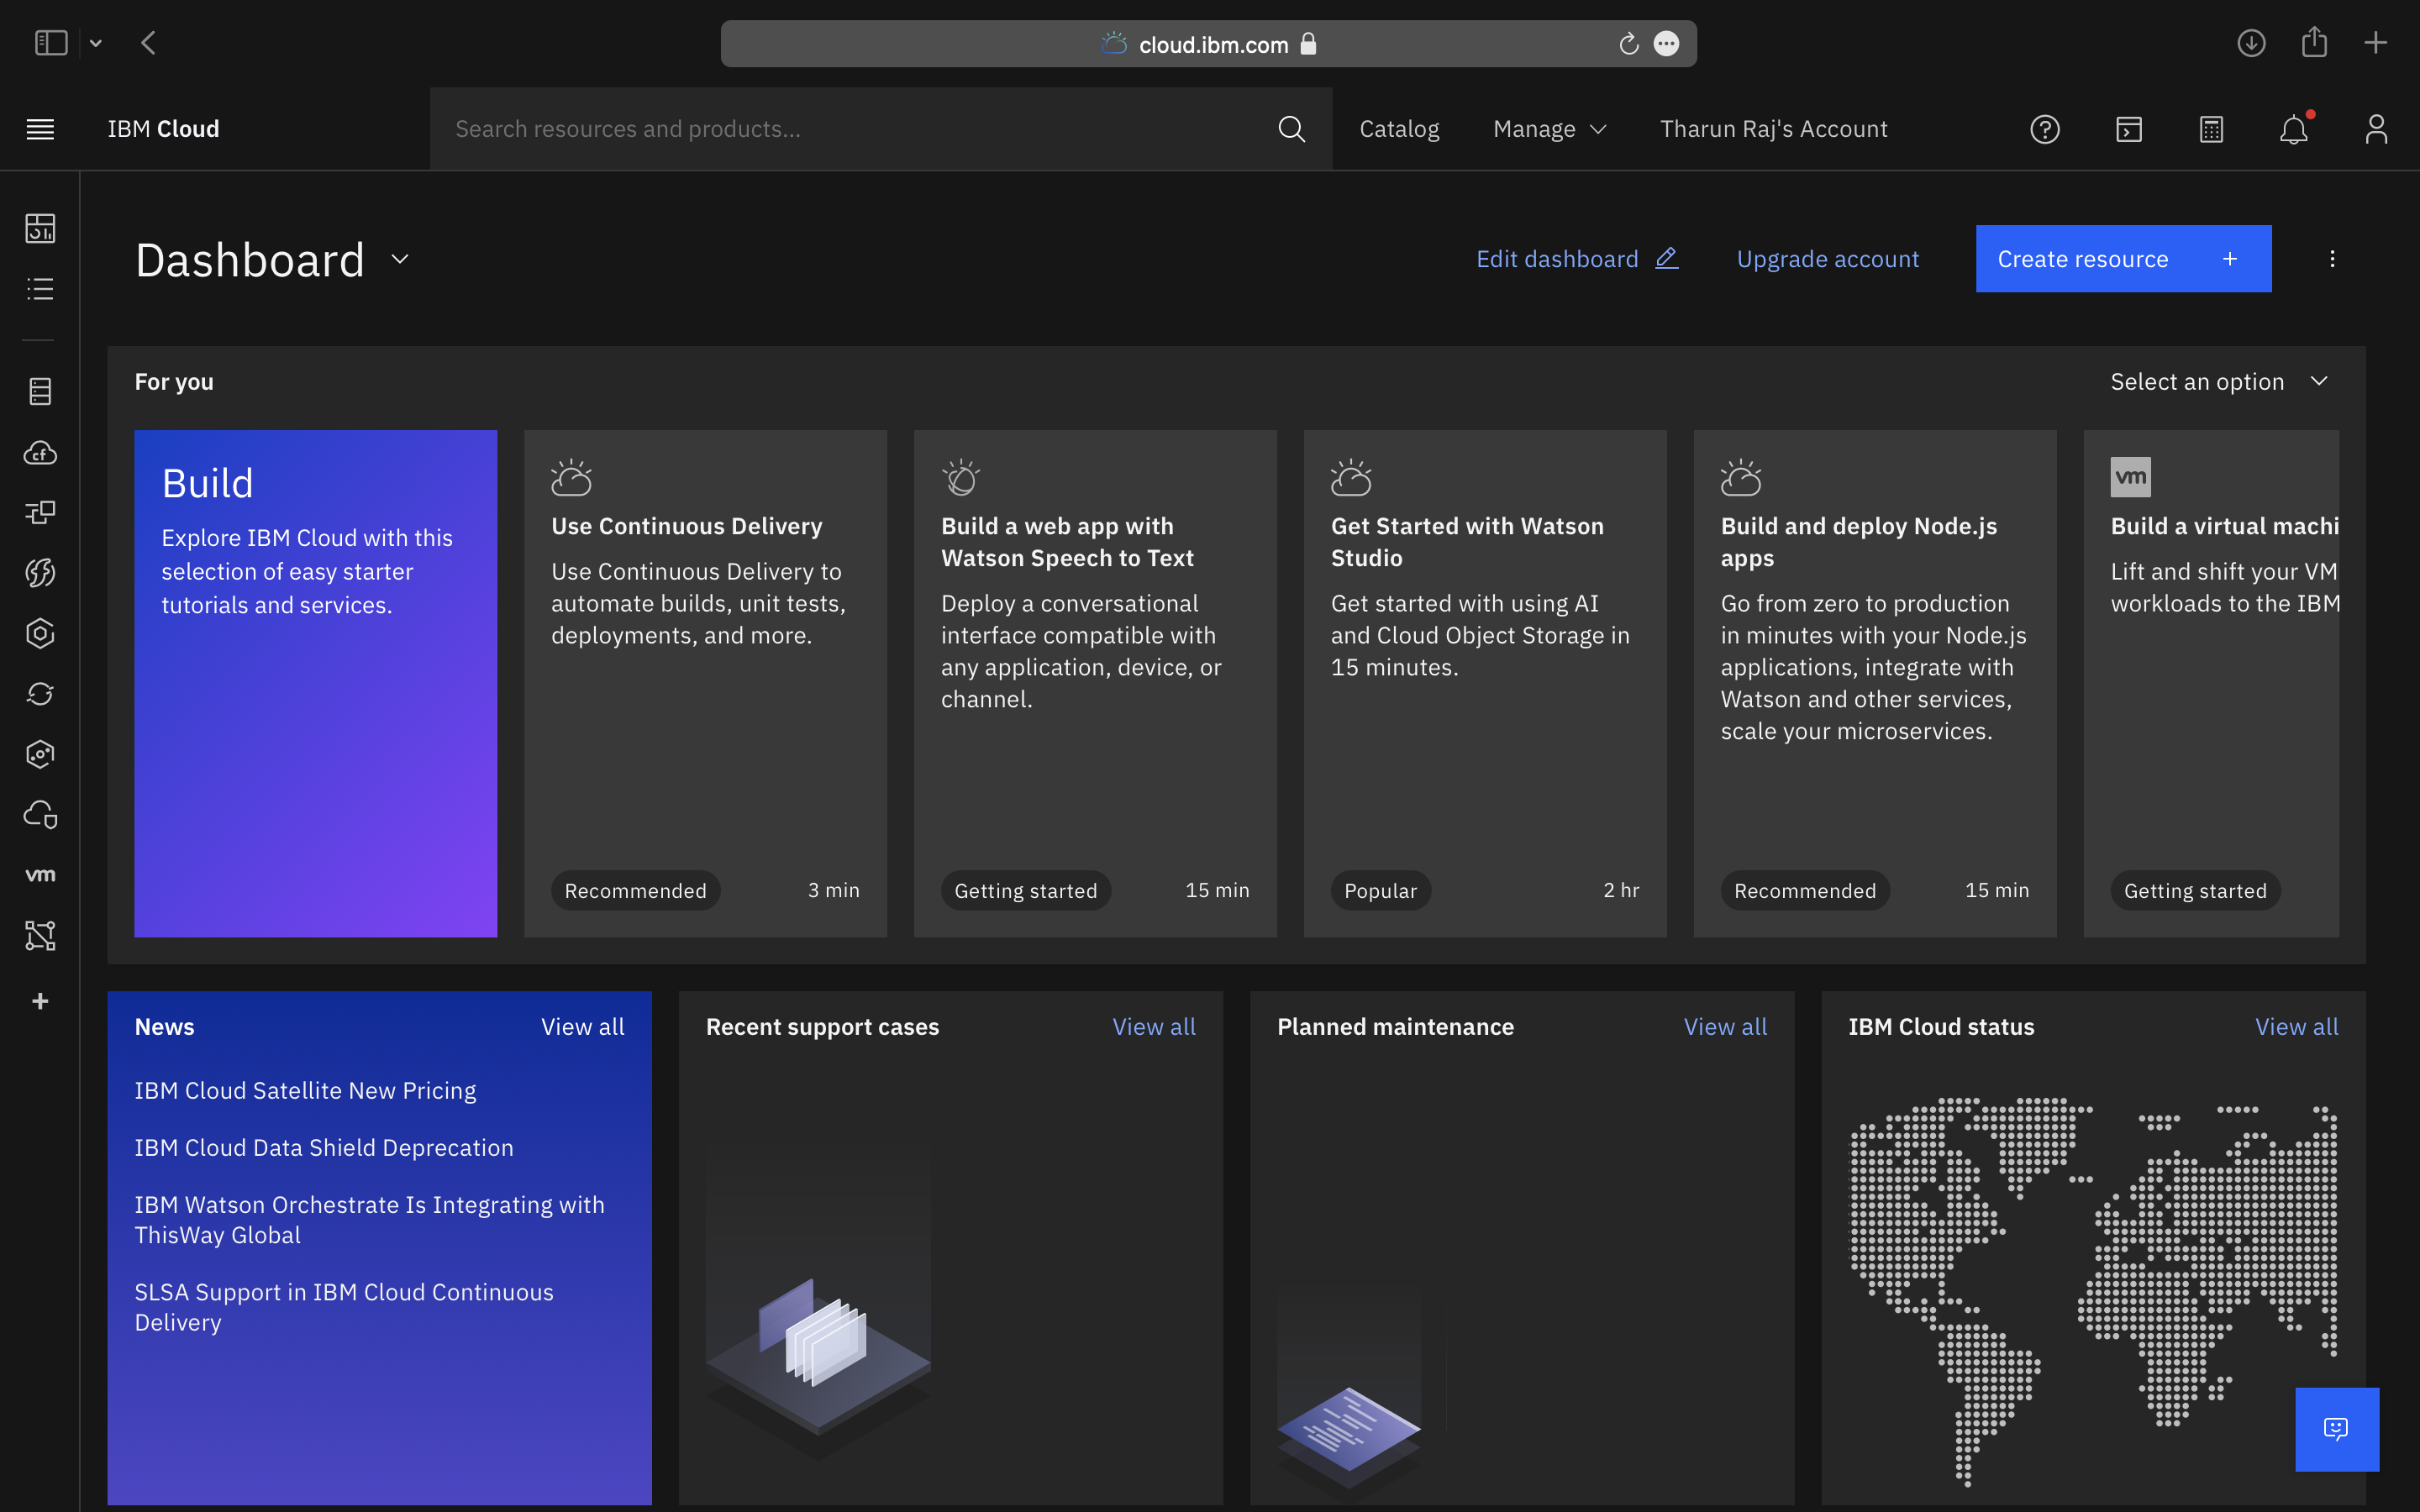 cloud.ibm.com
IBM Cloud
Search resources and products...
Catalog
Manage
Tharun Raj's Account
Dashboard
Edit dashboard
Upgrade account
Create resource +
For you
Select an option
Build
Explore IBM Cloud with this
selection of easy starter
tutorials and services.
Use Continuous Delivery
Use Continuous Delivery to
automate builds, unit tests,
deployments, and more.
Recommended
3 min
Build a web app with
Watson Speech to Text
Deploy a conversational
interface compatible with
any application, device, or
channel.
Getting started
15 min
Get Started with Watson
Studio
Get started with using AI
and Cloud Object Storage in
15 minutes.
Popular
2 hr
Build and deploy Node.js
apps
Go from zero to production
in minutes with your Node.js
applications, integrate with
Watson and other services,
scale your microservices.
Recommended
15 min
vm
Build a virtual machi
Lift and shift your VM
workloads to the IBM
Getting started
cf
vm
News
View all
IBM Cloud Satellite New Pricing
IBM Cloud Data Shield Deprecation
IBM Watson Orchestrate Is Integrating with
ThisWay Global
SLSA Support in IBM Cloud Continuous
Delivery
Recent support cases
View all
Planned maintenance
View all
IBM Cloud status
View all